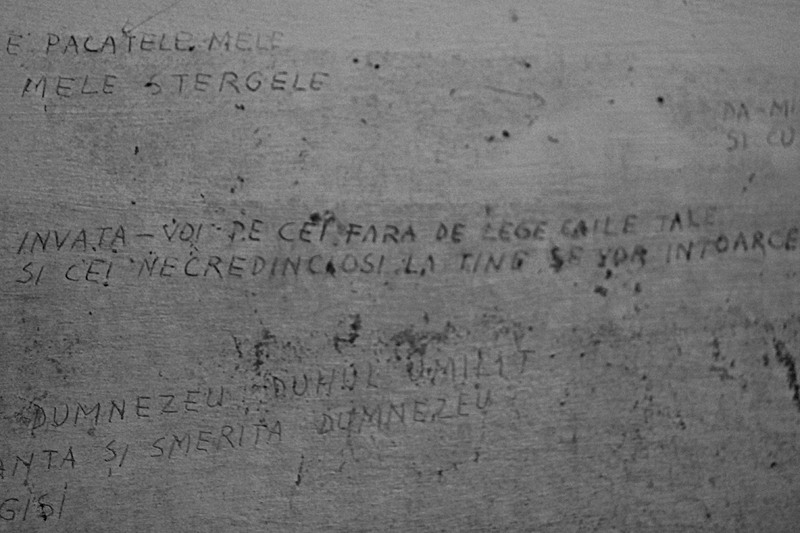 E PACATELE MELE
MELE STERGELE
DA-MI
SI CU
INVATA-VOI PE CEI FARA DE LEGE CAILE TALE
SI CEI NECREDINCIOSI LA TINE SE VOR INTOARCE
DUMNEZEU DUHUL UMILIT
ANTA SI SMERITA DUMNEZEU
GISI